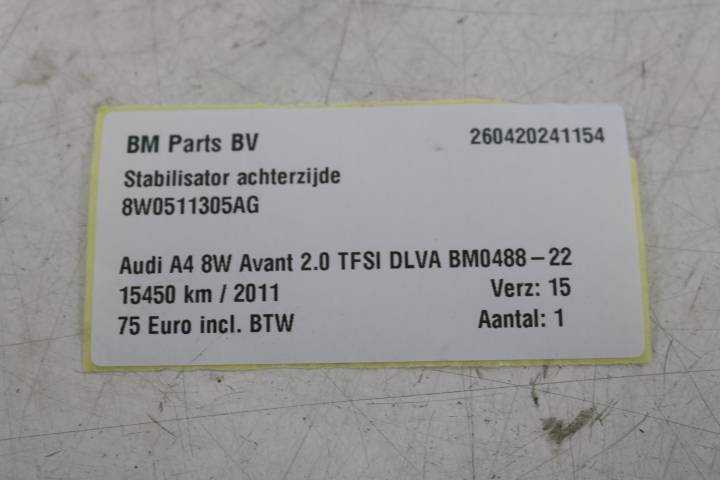 BM Parts BV 260420241154
Stabilisator achterzijde
8W0511305AG
Audi A4 8W Avant 2.0 TFSI DLVA BM0488-22
15450 km / 2011 Verz: 15
75 Euro incl. BTW Aantal: 1